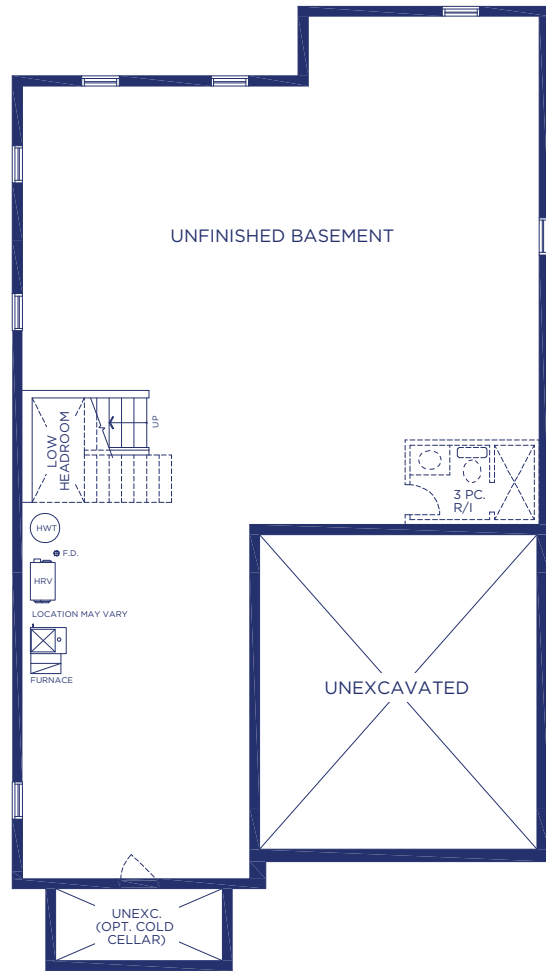 UNFINISHED BASEMENT
UP
LOW
HEADROOM
3 PC.
R/I
HWT
F.D.
HRV
LOCATION MAY VARY
FURNACE
UNEXCAVATED
UNEXC.
(OPT. COLD
CELLAR)